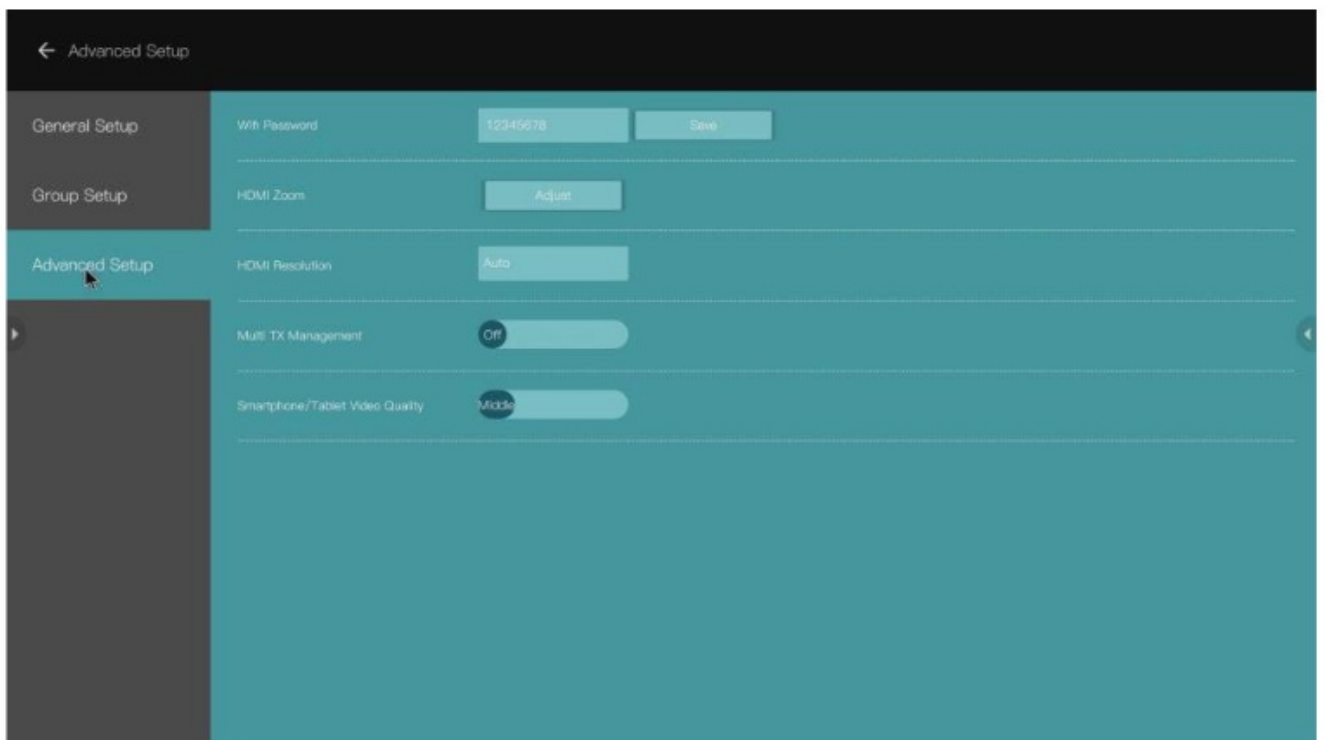 Advanced Setup
General Setup
Wifi Password 12345678 Save
Group Setup
HDMI Zoom Adjust
Advanced Setup
HDMI Resolution Auto
Multi TX Management Off
Smartphone/Tablet Video Quality Middle